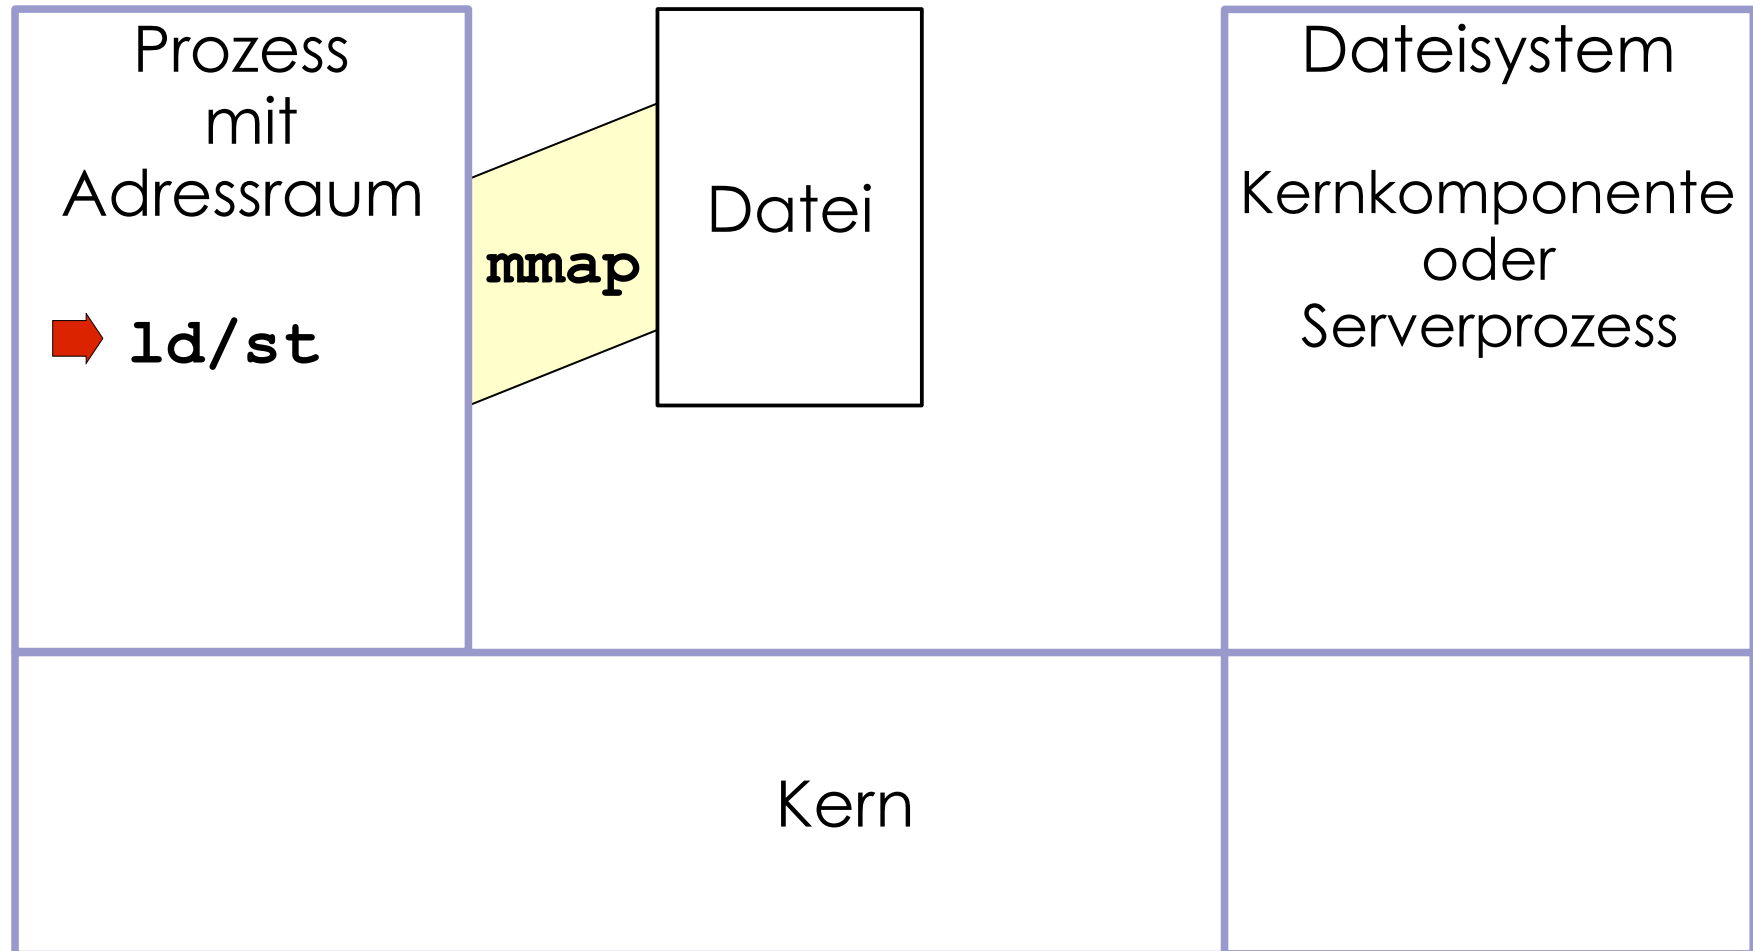 Prozess
mit
Adressraum
ld/st
mmap
Datei
Dateisystem
Kernkomponente
oder
Serverprozess
Kern